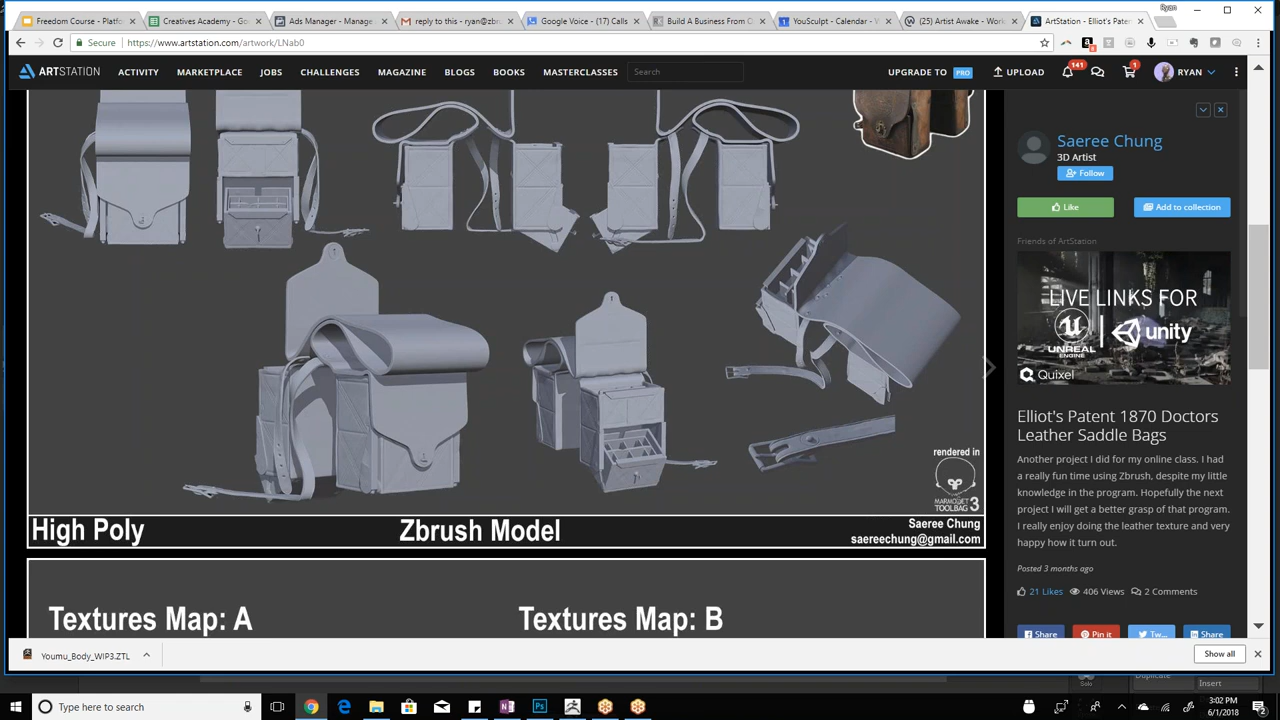 Ryan
Freedom Course - Platfo
Creatives Academy - Go
Ads Manager - Manage
reply to this - ryan@zbru
Google Voice - (17) Calls
Build A Business From
YouSculpt - Calendar - W
(25) Artist Awake - Work
ArtStation - Elliot's Paten
Secure
https://www.artstation.com/artwork/LNab0
ARTSTATION
ACTIVITY
MARKETPLACE
JOBS
CHALLENGES
MAGAZINE
BLOGS
BOOKS
MASTERCLASSES
Search
UPGRADE TO PRO
UPLOAD
141
1
RYAN
Saeree Chung
3D Artist
Follow
Like
Add to collection
Friends of ArtStation
LIVE LINKS FOR
UNREAL
ENGINE
unity
Quixel
Elliot's Patent 1870 Doctors
Leather Saddle Bags
Another project I did for my online class. I had
a really fun time using Zbrush, despite my little
knowledge in the program. Hopefully the next
project I will get a better grasp of that program.
I really enjoy doing the leather texture and very
happy how it turn out.
Posted 3 months ago
21 Likes
406 Views
2 Comments
Share
Pin it
Tw...
Share
rendered in
MARMOSET
TOOLBAG 3
High Poly
Zbrush Model
Saeree Chung
saereechung@gmail.com
Textures Map: A
Textures Map: B
Youmu_Body_WIP3.ZTL
Show all
Solo
Duplicate
Insert
Type here to search
3:02 PM
6/1/2018
2